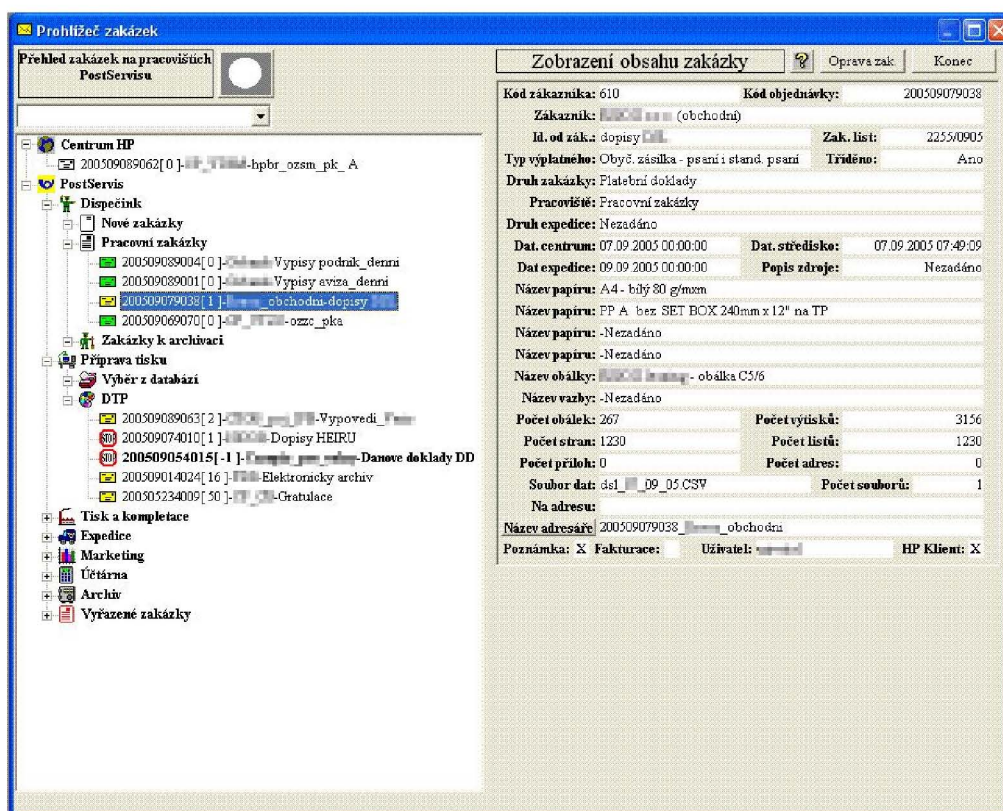 Prohlížeč zakázek
Přehled zakázek na pracovištích
PostServisu
Centrum HP
200509089062[ 0 ]- -hpbr_ozsm_pk_ A
PostServis
Dispečink
Nové zakázky
Pracovní zakázky
200509089004[ 0 ]- Vypisy podnik_denni
200509089001[ 0 ]- Vypisy aviza_denni
200509079038[ 1 ]- _obchodni-dopisy
200509069070[ 0 ]- -ozzc_pka
Zakázky k archivaci
Příprava tisku
Výběr z databází
DTP
200509089063[ 2 ]- -Vypovedi_
STOP 200509074010[ 1 ]- -Dopisy HEIRU
STOP 200509054015[ -1 ]- -Danove doklady DD
200509014024[ 16 ]- -Elektronicky archiv
200505234009[ 50 ]- -Gratulace
Tisk a kompletace
Expedice
Marketing
Účtárna
Archiv
Vyřazené zakázky
Zobrazení obsahu zakázky ? Oprava zak. Konec
Kód zákazníka: 610 Kód objednávky: 200509079038
Zákazník: (obchodní)
Id. od zák.: dopisy Zak. list: 2255/0905
Typ výplatného: Obyč. zásilka - psaní i stand. psaní Tříděno: Ano
Druh zakázky: Platební doklady
Pracoviště: Pracovní zakázky
Druh expedice: Nezadáno
Dat. centrum: 07.09.2005 00:00:00 Dat. středisko: 07.09.2005 07:49:09
Dat expedice: 09.09.2005 00:00:00 Popis zdroje: Nezadáno
Název papíru: A4 - bílý 80 g/mxm
Název papíru: PP A bez SET BOX 240mm x 12" na TP
Název papíru: -Nezadáno
Název papíru: -Nezadáno
Název obálky: - obálka C5/6
Název vazby: -Nezadáno
Počet obálek: 267 Počet výtisků: 3156
Počet stran: 1230 Počet listů: 1230
Počet příloh: 0 Počet adres: 0
Soubor dat: dsl_ _09_05.CSV Počet souborů: 1
Na adresu:
Název adresáře 200509079038_ _obchodni
Poznámka: X Fakturace: Uživatel: HP Klient: X